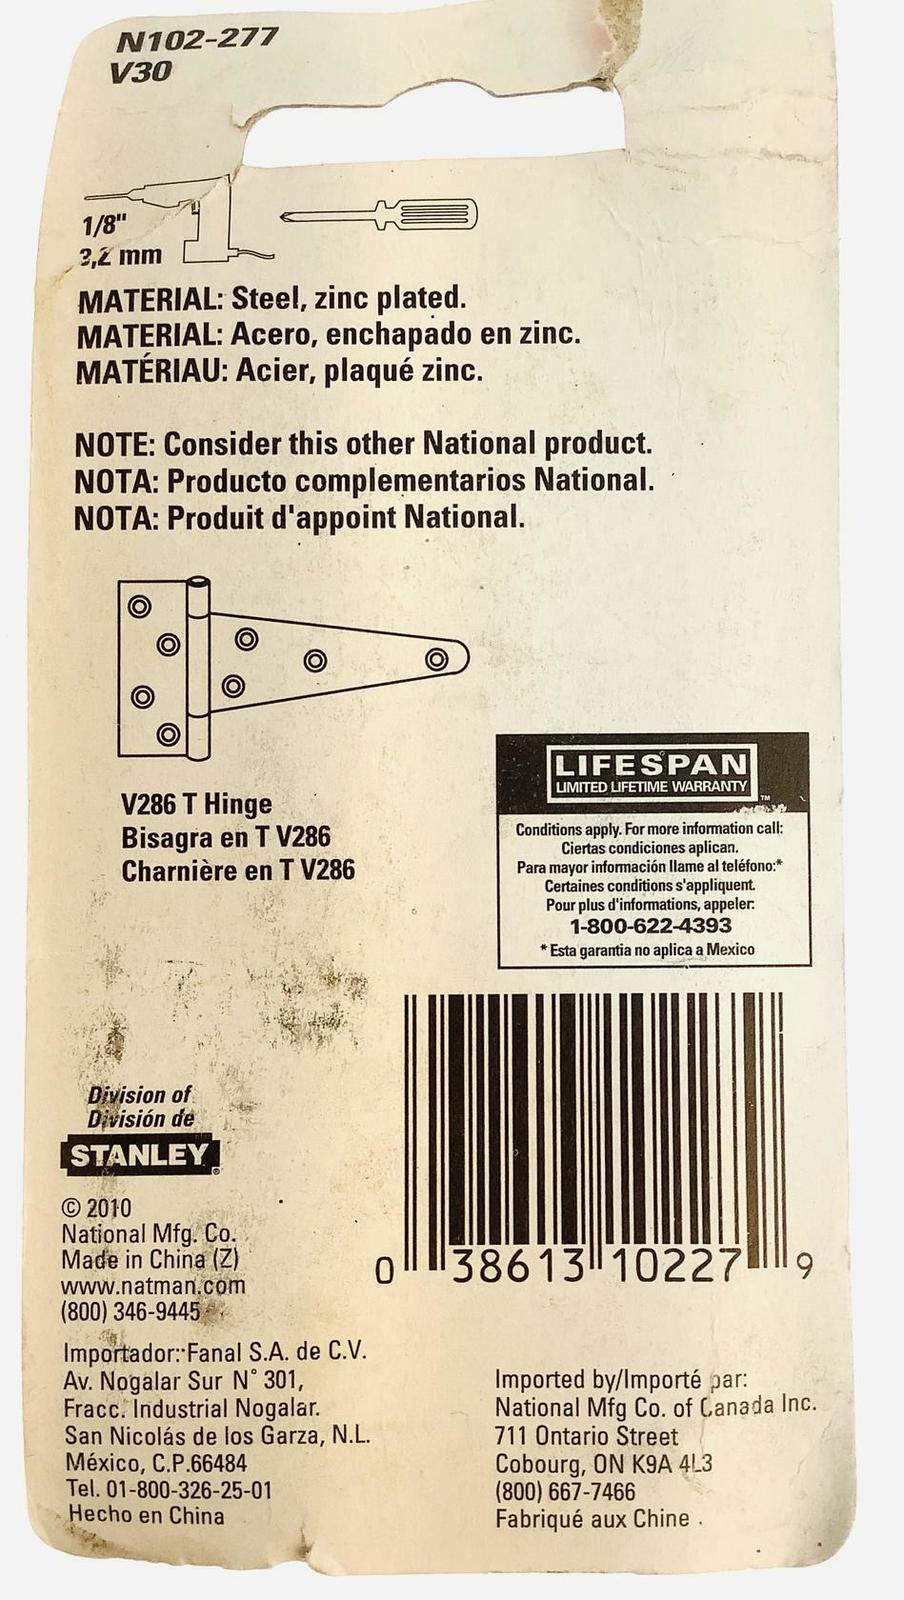 N102-277
V30
1/8"
3,2 mm
MATERIAL: Steel, zinc plated.
MATERIAL: Acero, enchapado en zinc.
MATÉRIAU: Acier, plaqué zinc.
NOTE: Consider this other National product.
NOTA: Producto complementarios National.
NOTA: Produit d'appoint National.
V286 T Hinge
Bisagra en T V286
Charnière en T V286
LIFESPAN
LIMITED LIFETIME WARRANTY
™
Conditions apply. For more information call:
Ciertas condiciones aplican.
Para mayor información llame al teléfono:*
Certaines conditions s'appliquent.
Pour plus d'informations, appeler:
1-800-622-4393
* Esta garantia no aplica a Mexico
Division of
División de
STANLEY®
© 2010
National Mfg. Co.
Made in China (Z)
www.natman.com
(800) 346-9445
0 38613 10227 9
Importador: Fanal S.A. de C.V.
Av. Nogalar Sur N° 301,
Fracc. Industrial Nogalar.
San Nicolás de los Garza, N.L.
México, C.P.66484
Tel. 01-800-326-25-01
Hecho en China
Imported by/Importé par:
National Mfg Co. of Canada Inc.
711 Ontario Street
Cobourg, ON K9A 4L3
(800) 667-7466
Fabriqué aux Chine .